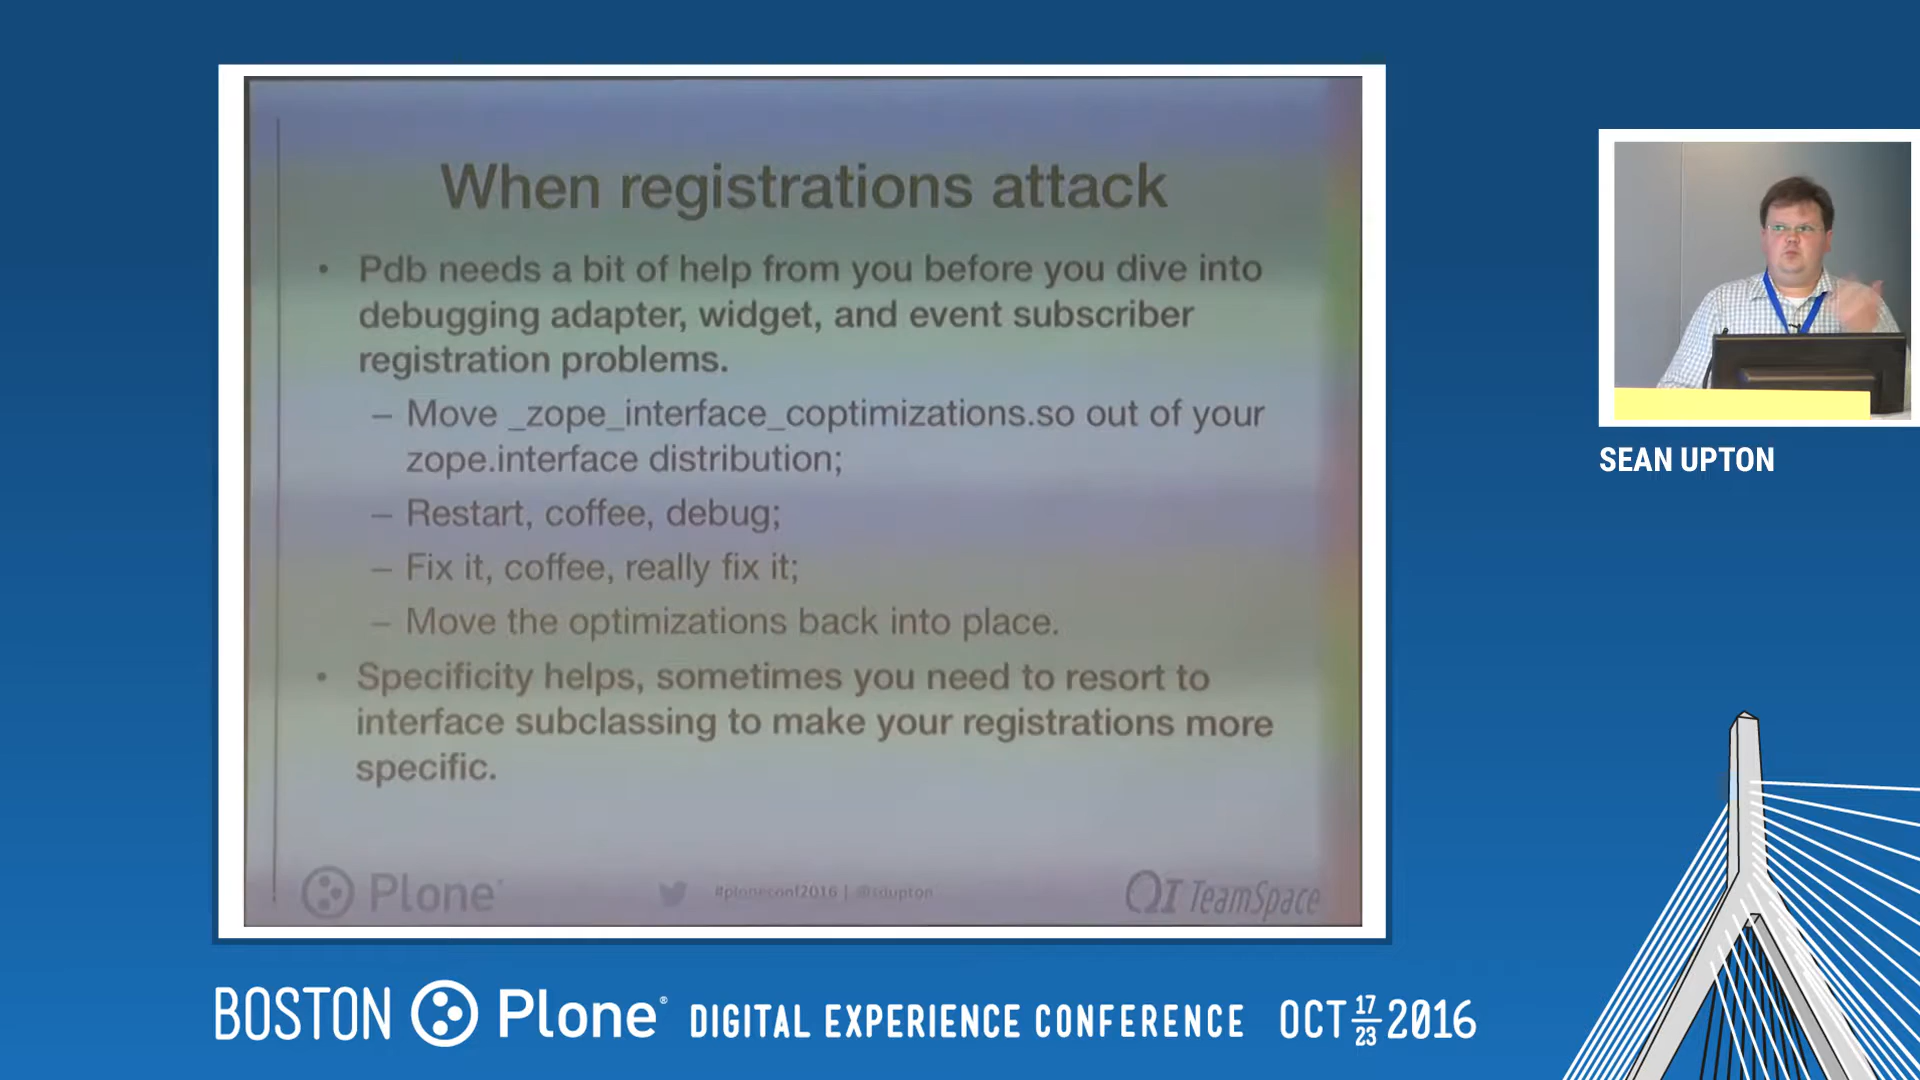 When registrations attack
• Pdb needs a bit of help from you before you dive into
debugging adapter, widget, and event subscriber
registration problems.
– Move _zope_interface_coptimizations.so out of your
zope.interface distribution;
– Restart, coffee, debug;
– Fix it, coffee, really fix it;
– Move the optimizations back into place.
• Specificity helps, sometimes you need to resort to
interface subclassing to make your registrations more
specific.
Plone
#ploneconf2016 | @sdupton
QI TeamSpace
SEAN UPTON
BOSTON Plone® DIGITAL EXPERIENCE CONFERENCE OCT 17 23 2016